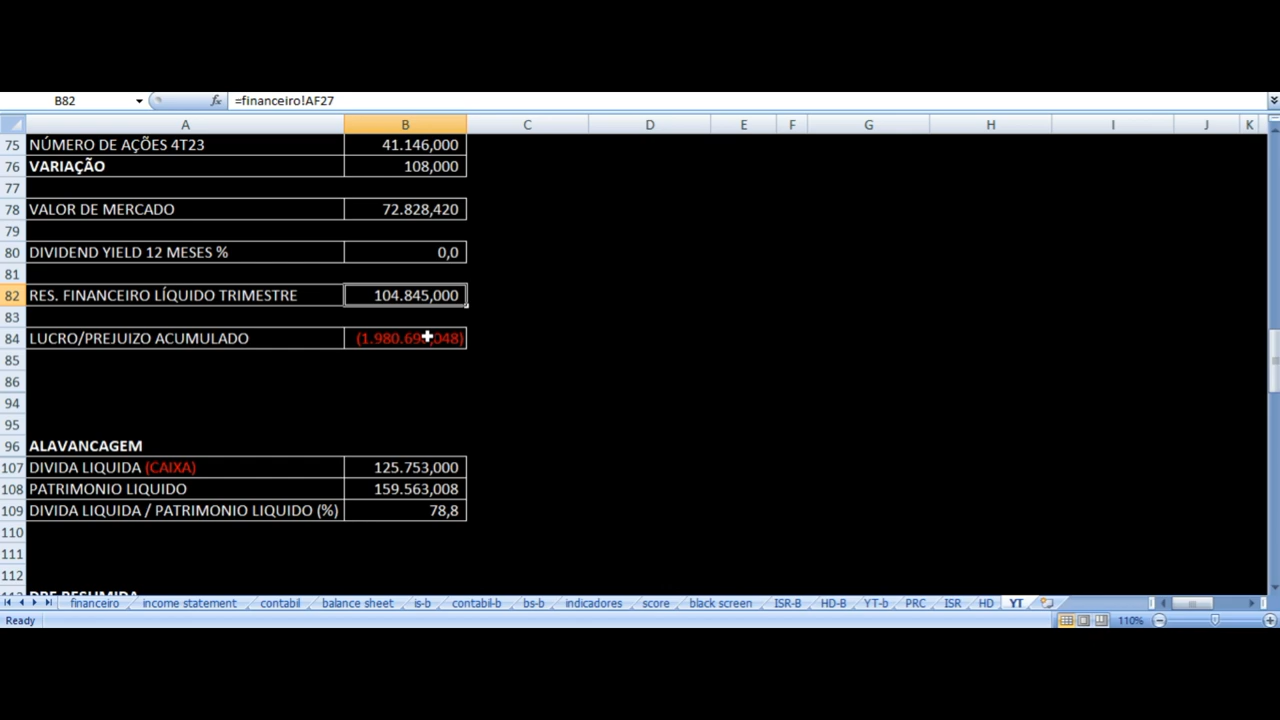 B82 fx =financeiro!AF27
A B C D E F G H I J K
75 NÚMERO DE AÇÕES 4T23 41.146,000
76 VARIAÇÃO 108,000
77
78 VALOR DE MERCADO 72.828,420
79
80 DIVIDEND YIELD 12 MESES % 0,0
81
82 RES. FINANCEIRO LÍQUIDO TRIMESTRE 104.845,000
83
84 LUCRO/PREJUIZO ACUMULADO
85
86
94
95
96 ALAVANCAGEM
107 DIVIDA LIQUIDA (CAIXA) 125.753,000
108 PATRIMONIO LIQUIDO 159.563,008
109 DIVIDA LIQUIDA / PATRIMONIO LIQUIDO (%) 78,8
110
111
112
113 DRE RESUMIDA
financeiro income statement contabil balance sheet is-b contabil-b bs-b indicadores score black screen ISR-B HD-B YT-b PRC ISR HD YT
Ready 110%